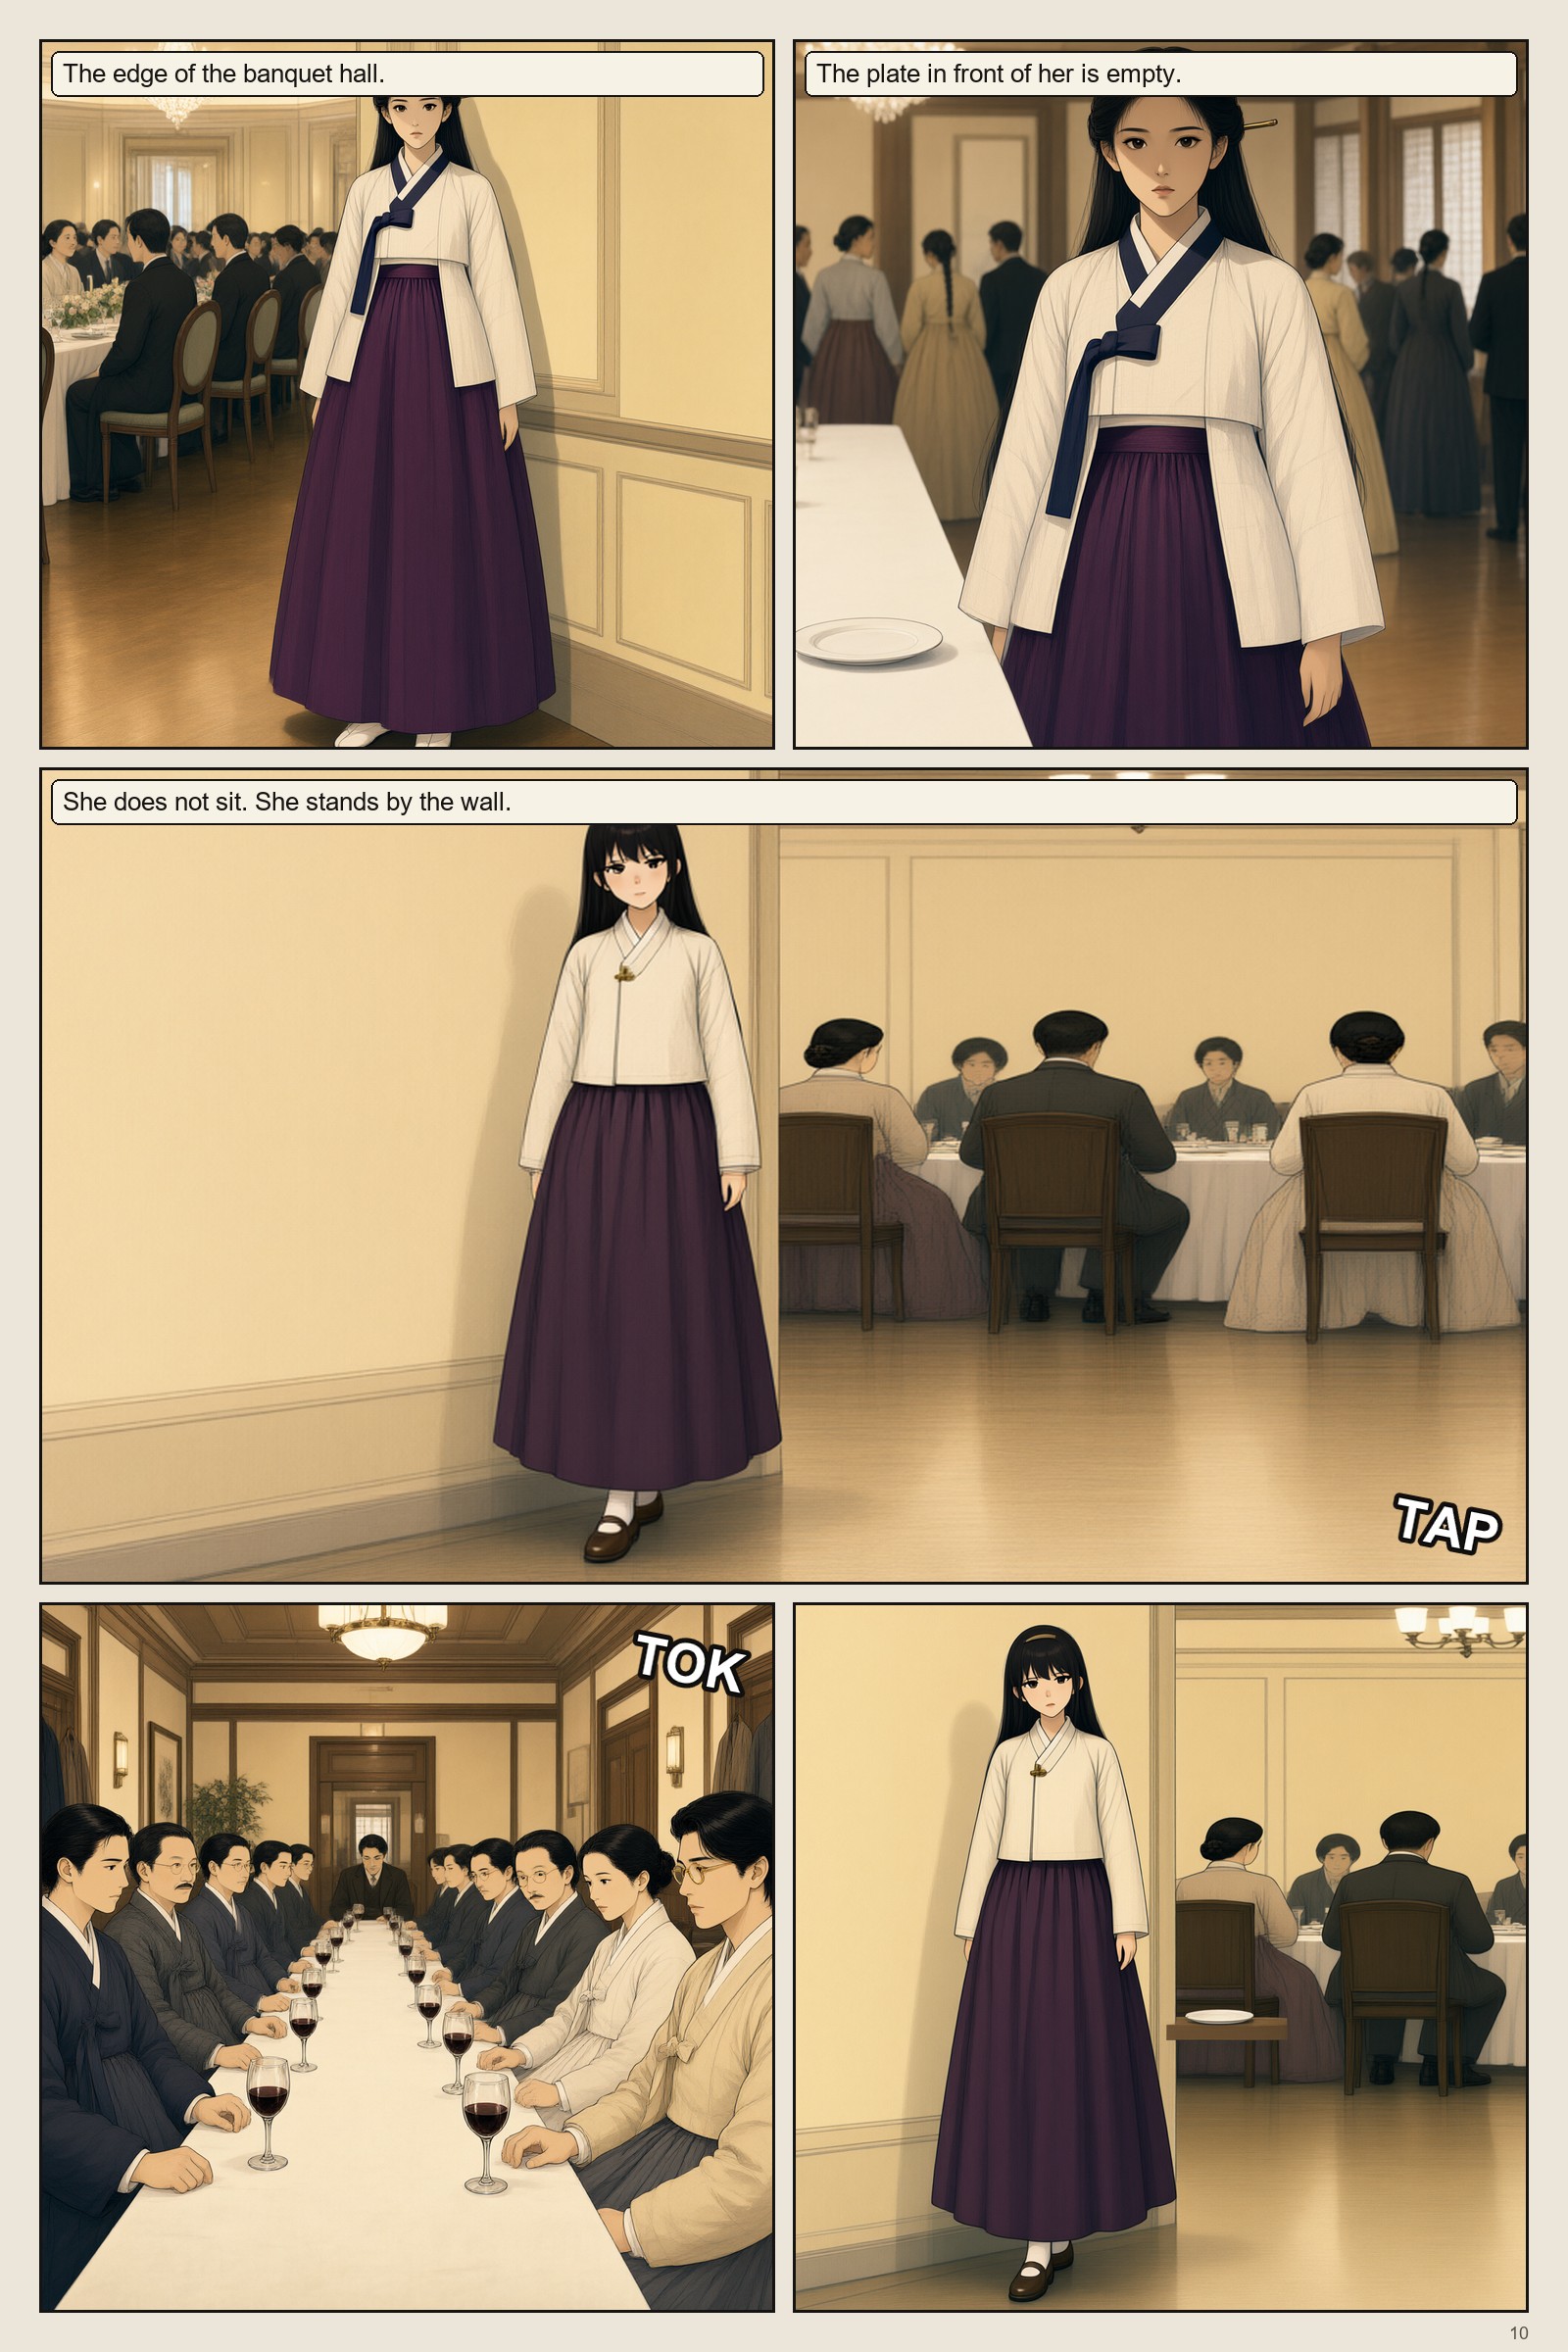 The edge of the banquet hall.
The plate in front of her is empty.
She does not sit. She stands by the wall.
TAP
TOK
10